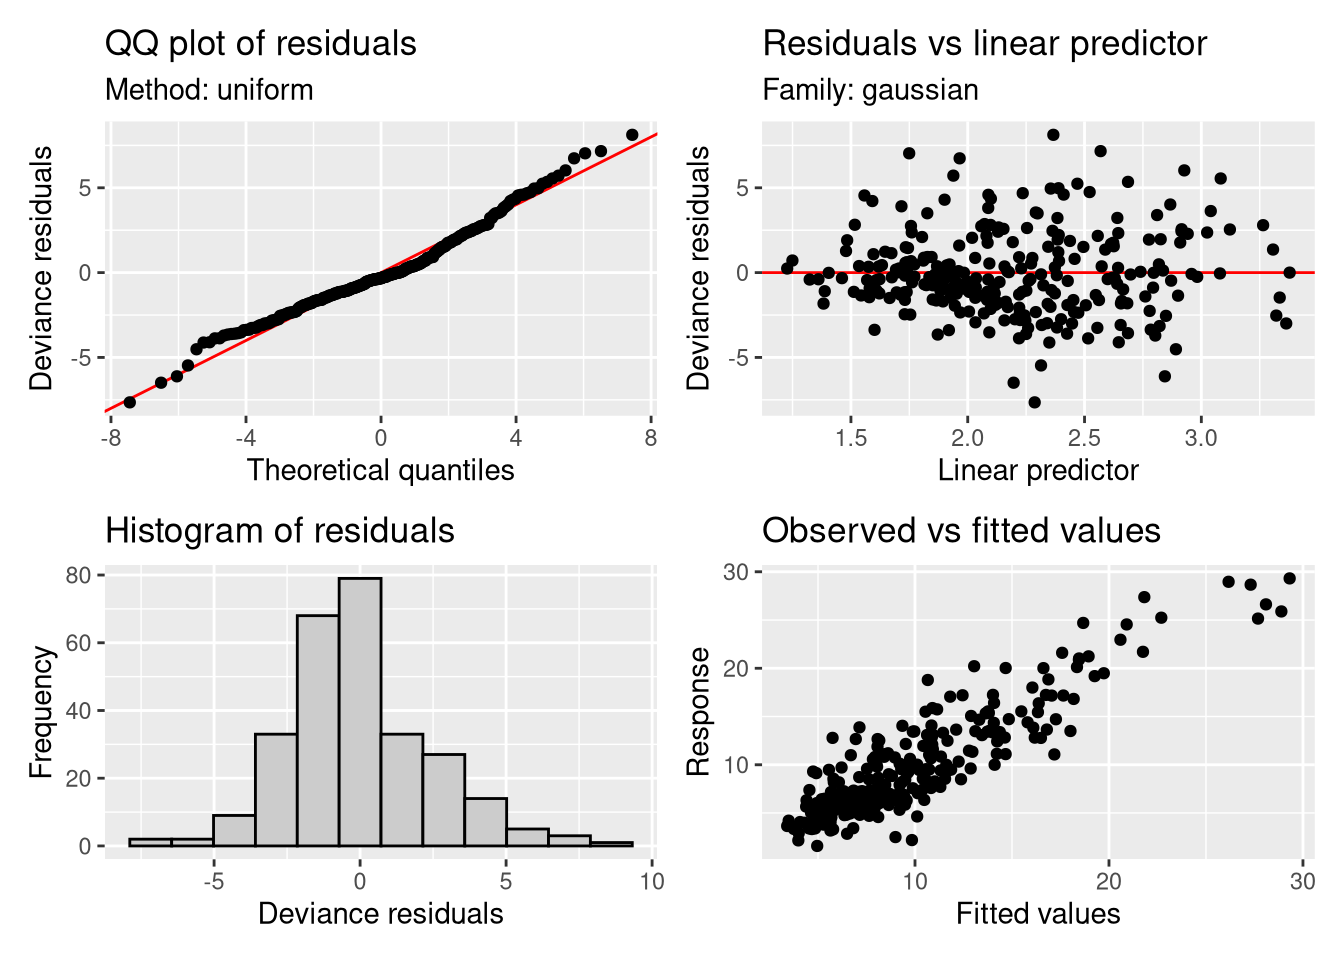 QQ plot of residuals
Method: uniform
Deviance residuals
5
0
-5
-8
-4
0
4
8
Theoretical quantiles
Residuals vs linear predictor
Family: gaussian
Deviance residuals
5
0
-5
1.5
2.0
2.5
3.0
Linear predictor
Histogram of residuals
Frequency
80
60
40
20
0
-5
0
5
10
Deviance residuals
Observed vs fitted values
Response
30
20
10
10
20
30
Fitted values